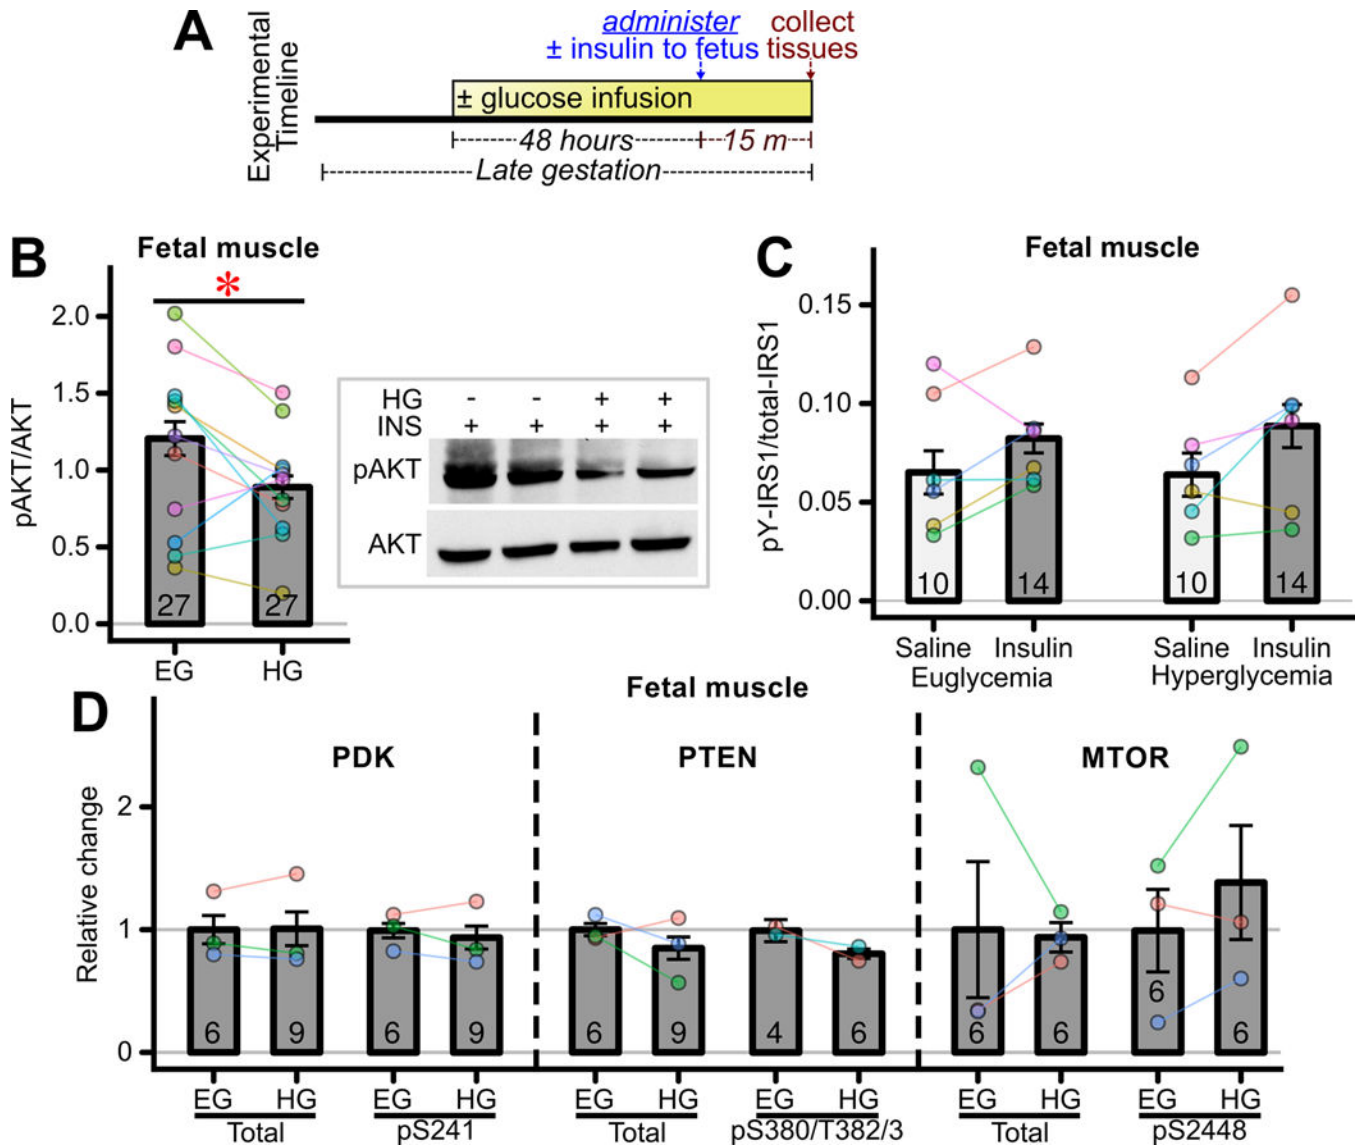 A
Experimental
Timeline
administer
± insulin to fetus
collect
tissues
± glucose infusion
48 hours
15 m
Late gestation
B
Fetal muscle
*
pAKT/AKT
2.0
1.5
1.0
0.5
0.0
27
27
EG
HG
HG - - + +
INS + + + +
pAKT
AKT
C
Fetal muscle
pY-IRS1/total-IRS1
0.15
0.10
0.05
0.00
10
14
10
14
Saline Insulin
Euglycemia
Saline Insulin
Hyperglycemia
D
Fetal muscle
PDK
PTEN
MTOR
Relative change
2
1
0
6
9
6
9
6
9
4
6
6
6
6
6
EG HG EG HG EG HG EG HG EG HG EG HG
Total pS241 Total pS380/T382/3 Total pS2448